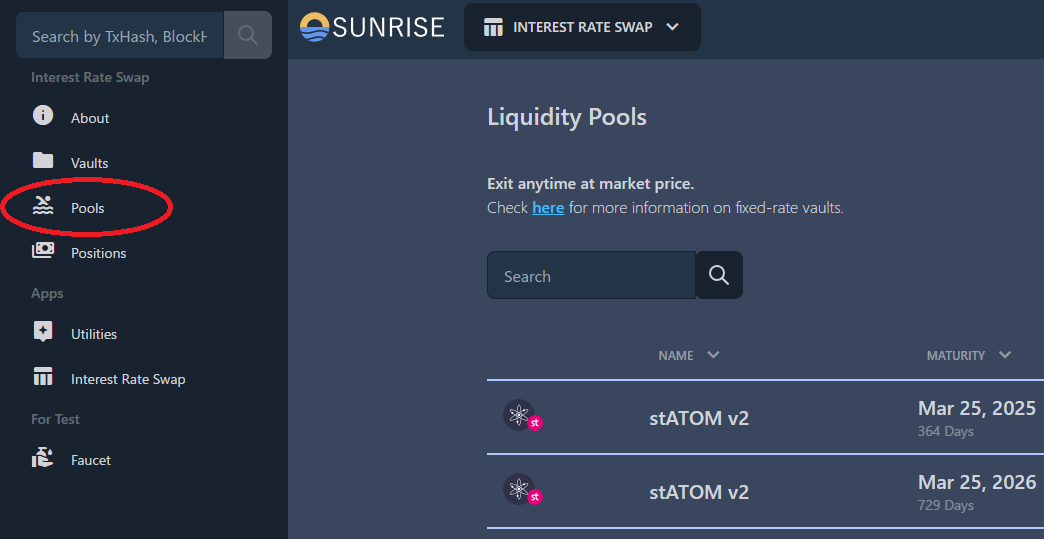 Search by TxHash, BlockH
Interest Rate Swap
About
Vaults
Pools
Positions
Apps
Utilities
Interest Rate Swap
For Test
Faucet
SUNRISE
INTEREST RATE SWAP
Liquidity Pools
Exit anytime at market price.
Check here for more information on fixed-rate vaults.
Search
NAME MATURITY
st stATOM v2 Mar 25, 2025
364 Days
st stATOM v2 Mar 25, 2026
729 Days